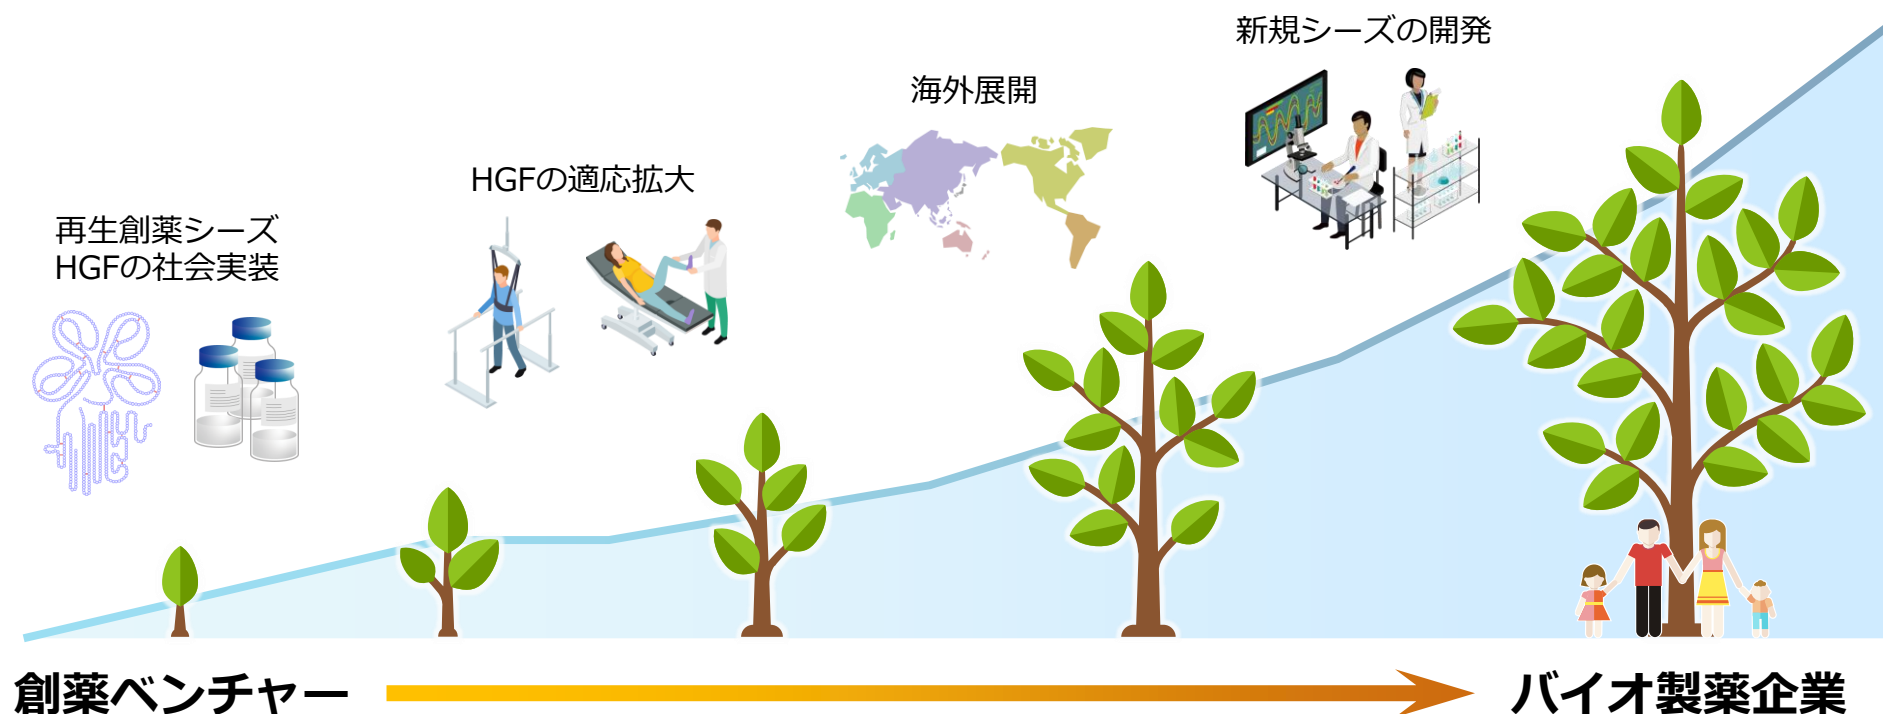 再生創薬シーズ
HGFの社会実装
HGFの適応拡大
海外展開
新規シーズの開発
創薬ベンチャー
バイオ製薬企業